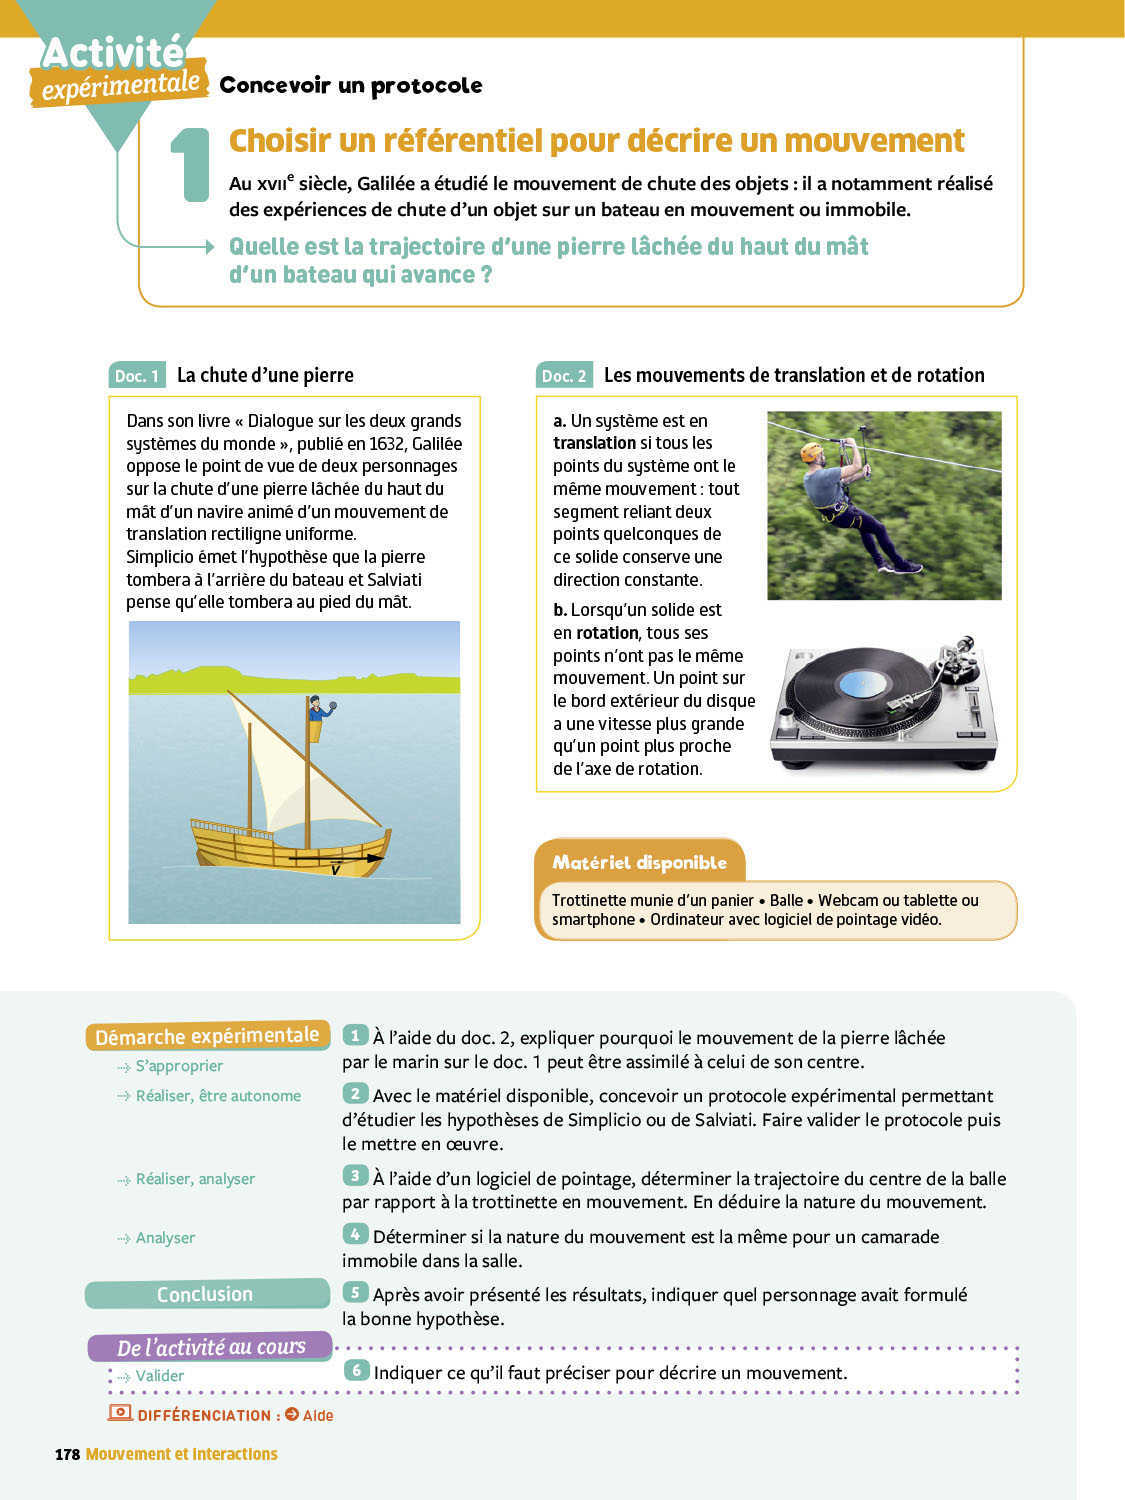 Activité
expérimentale
Concevoir un protocole
1
Choisir un référentiel pour décrire un mouvement
Au XVIIe siècle, Galilée a étudié le mouvement de chute des objets : il a notamment réalisé
des expériences de chute d'un objet sur un bateau en mouvement ou immobile.
Quelle est la trajectoire d'une pierre lâchée du haut du mât
d'un bateau qui avance ?
Doc. 1 La chute d'une pierre
Dans son livre « Dialogue sur les deux grands
systèmes du monde », publié en 1632, Galilée
oppose le point de vue de deux personnages
sur la chute d'une pierre lâchée du haut du
mât d'un navire animé d'un mouvement de
translation rectiligne uniforme.
Simplicio émet l'hypothèse que la pierre
tombera à l'arrière du bateau et Salviati
pense qu'elle tombera au pied du mât.
V
Doc. 2 Les mouvements de translation et de rotation
a. Un système est en
translation si tous les
points du système ont le
même mouvement : tout
segment reliant deux
points quelconques de
ce solide conserve une
direction constante.
b. Lorsqu'un solide est
en rotation, tous ses
points n'ont pas le même
mouvement. Un point sur
le bord extérieur du disque
a une vitesse plus grande
qu'un point plus proche
de l'axe de rotation.
Matériel disponible
Trottinette munie d'un panier • Balle • Webcam ou tablette ou
smartphone • Ordinateur avec logiciel de pointage vidéo.
Démarche expérimentale
S'approprier
1 À l'aide du doc. 2, expliquer pourquoi le mouvement de la pierre lâchée
par le marin sur le doc. 1 peut être assimilé à celui de son centre.
Réaliser, être autonome
2 Avec le matériel disponible, concevoir un protocole expérimental permettant
d'étudier les hypothèses de Simplicio ou de Salviati. Faire valider le protocole puis
le mettre en œuvre.
Réaliser, analyser
3 À l'aide d'un logiciel de pointage, déterminer la trajectoire du centre de la balle
par rapport à la trottinette en mouvement. En déduire la nature du mouvement.
Analyser
4 Déterminer si la nature du mouvement est la même pour un camarade
immobile dans la salle.
Conclusion
5 Après avoir présenté les résultats, indiquer quel personnage avait formulé
la bonne hypothèse.
De l'activité au cours
Valider
6 Indiquer ce qu'il faut préciser pour décrire un mouvement.
DIFFÉRENCIATION : Aide
178 Mouvement et interactions